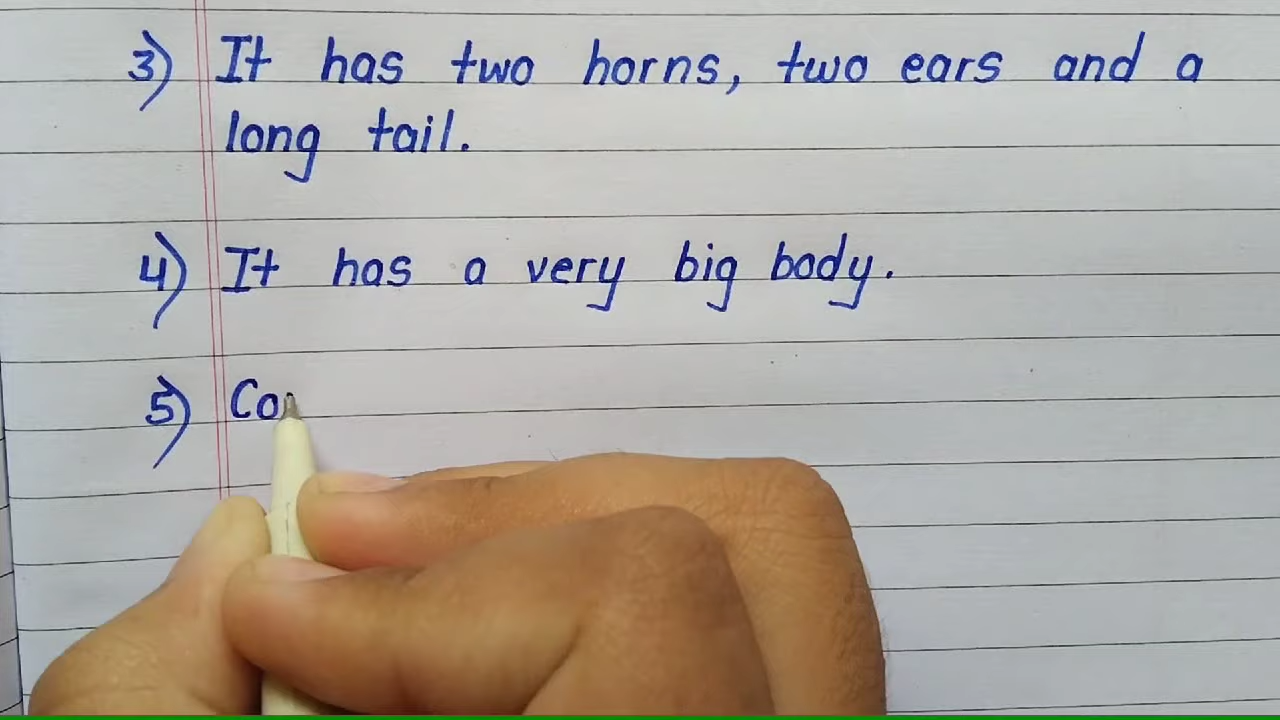 3) It has two horns, two ears and a
long tail.
4) It has a very big body.
5) Co